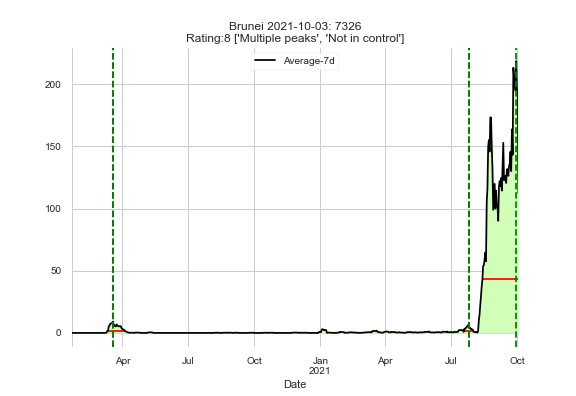 Brunei 2021-10-03: 7326
Rating:8 ['Multiple peaks', 'Not in control']
Average-7d
200
150
100
50
0
Apr
Jul
Oct
Jan
2021
Apr
Jul
Oct
Date